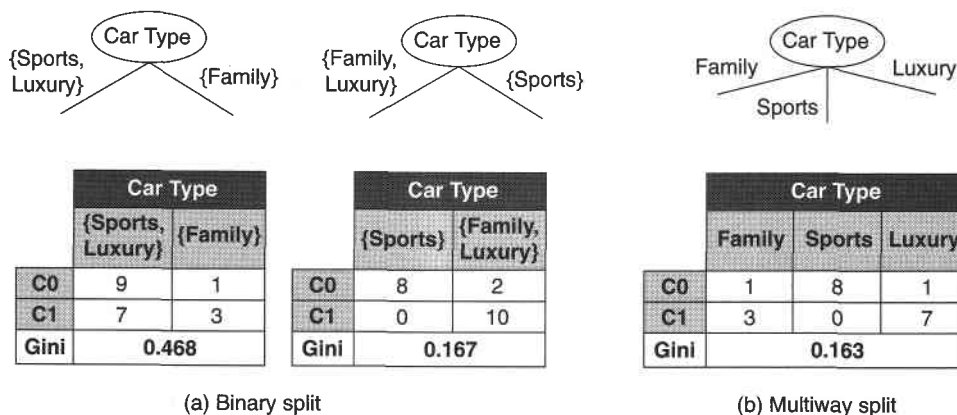 Car Type
{Sports,
Luxury}
{Family}
Car Type
{Family,
Luxury}
{Sports}
Car Type
Family
Sports
Luxury
Car Type
{Sports,
Luxury}
{Family}
C0 9 1
C1 7 3
Gini 0.468
Car Type
{Sports}
{Family,
Luxury}
C0 8 2
C1 0 10
Gini 0.167
(a) Binary split
Car Type
Family Sports Luxury
C0 1 8 1
C1 3 0 7
Gini 0.163
(b) Multiway split